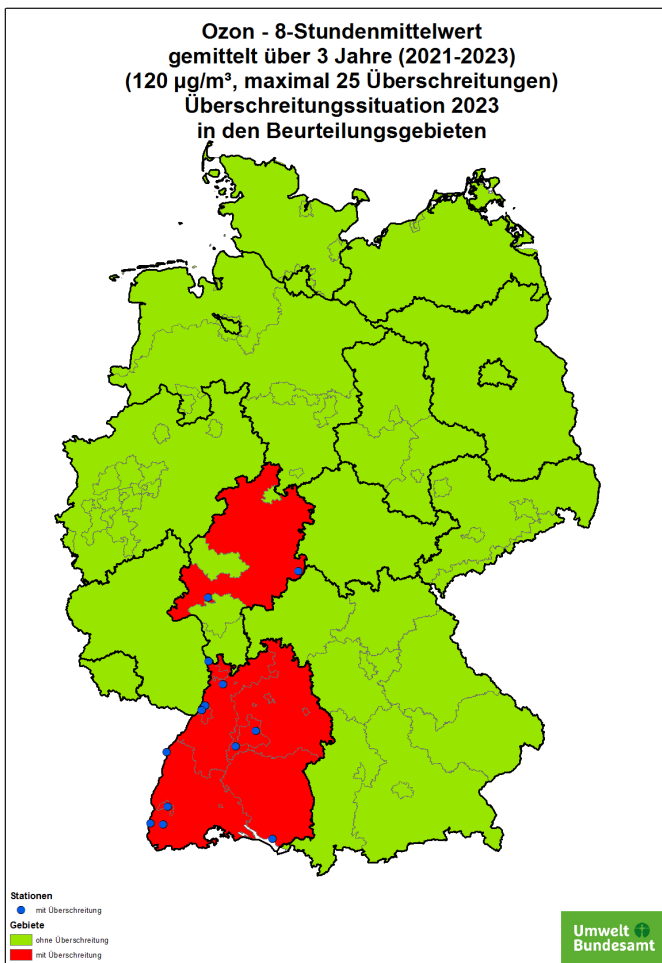 Ozon - 8-Stundenmittelwert
gemittelt über 3 Jahre (2021-2023)
(120 µg/m³, maximal 25 Überschreitungen)
Überschreitungssituation 2023
in den Beurteilungsgebieten
Stationen
mit Überschreitung
Gebiete
ohne Überschreitung
mit Überschreitung
Umwelt
Bundesamt